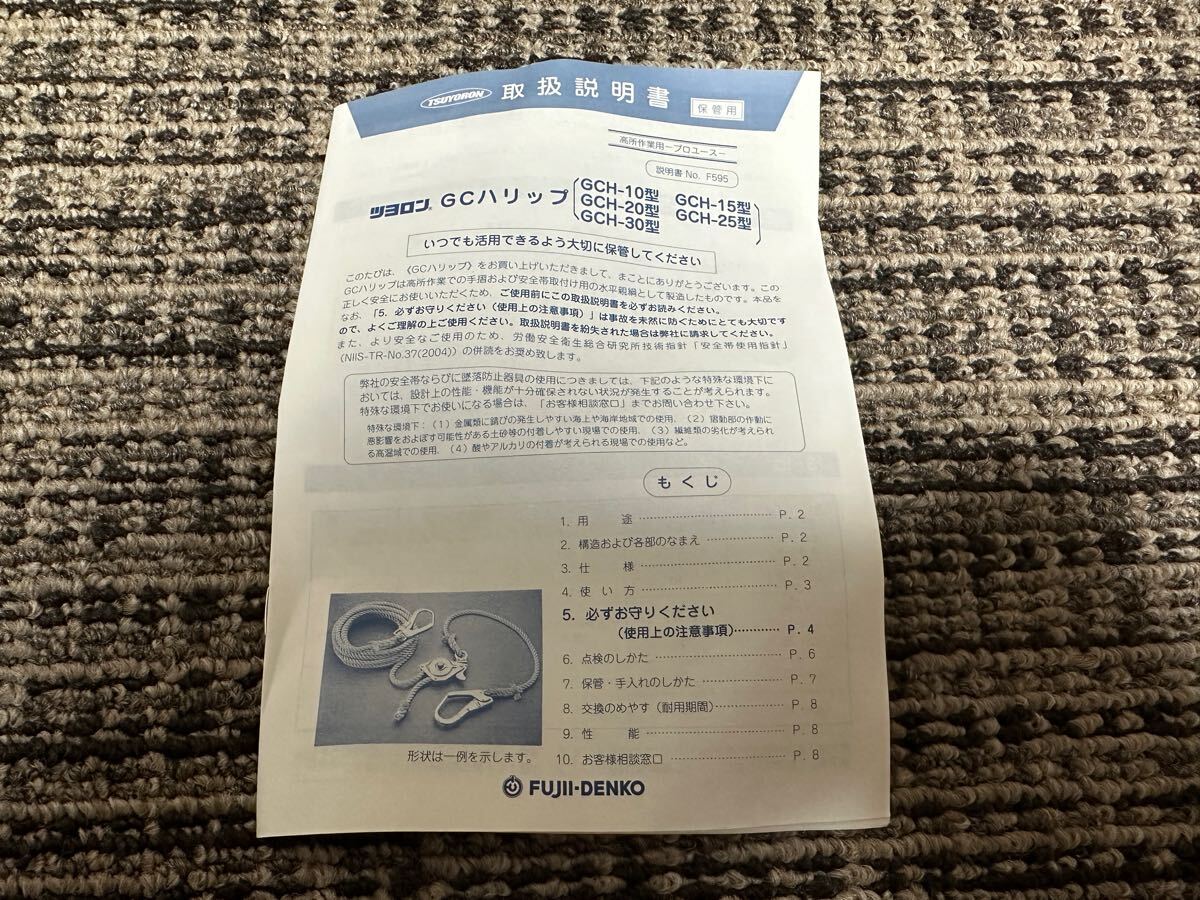 TSUYORON 取扱説明書 保管用
高所作業用－プロユース－
説明書 No. F595
ツヨロン® GCハリップ
GCH-10型 GCH-15型
GCH-20型 GCH-25型
GCH-30型
いつでも活用できるよう大切に保管してください
このたびは、《GCハリップ》をお買い上げいただきまして、まことにありがとうございます。この
GCハリップは高所作業での手摺および安全帯取付け用の水平親綱として製造したものです。本品を
正しく安全にお使いいただくため、ご使用前にこの取扱説明書を必ずお読みください。
なお、「5. 必ずお守りください（使用上の注意事項）」は事故を未然に防ぐためにとても大切です
ので、よくご理解の上ご使用ください。取扱説明書を紛失された場合は弊社に請求してください。
また、より安全なご使用のため、労働安全衛生総合研究所技術指針「安全帯使用指針」
(NIIS-TR-No.37(2004)）の併読をお奨め致します。
弊社の安全帯ならびに墜落防止器具の使用につきましては、下記のような特殊な環境下に
おいては、設計上の性能・機能が十分確保されない状況が発生することが考えられます。
特殊な環境下でお使いになる場合は、「お客様相談窓口」までお問い合わせ下さい。
特殊な環境下：（1）金属類に錆びの発生しやすい海上や海岸地域での使用、（2）摺動部の作動に
悪影響をおよぼす可能性がある土砂等の付着しやすい現場での使用、（3）繊維類の劣化が考えられ
る高温域での使用、（4）酸やアルカリの付着が考えられる現場での使用など。
もくじ
1. 用 途 …………………………… P. 2
2. 構造および各部のなまえ …………… P. 2
3. 仕 様 …………………………… P. 2
4. 使 い 方 …………………………… P. 3
5. 必ずお守りください
（使用上の注意事項）………… P. 4
6. 点検のしかた ……………………… P. 6
7. 保管・手入れのしかた …………… P. 7
8. 交換のめやす（耐用期間）………… P. 8
9. 性 能 …………………………… P. 8
10. お客様相談窓口 …………………… P. 8
形状は一例を示します。
FUJII-DENKO